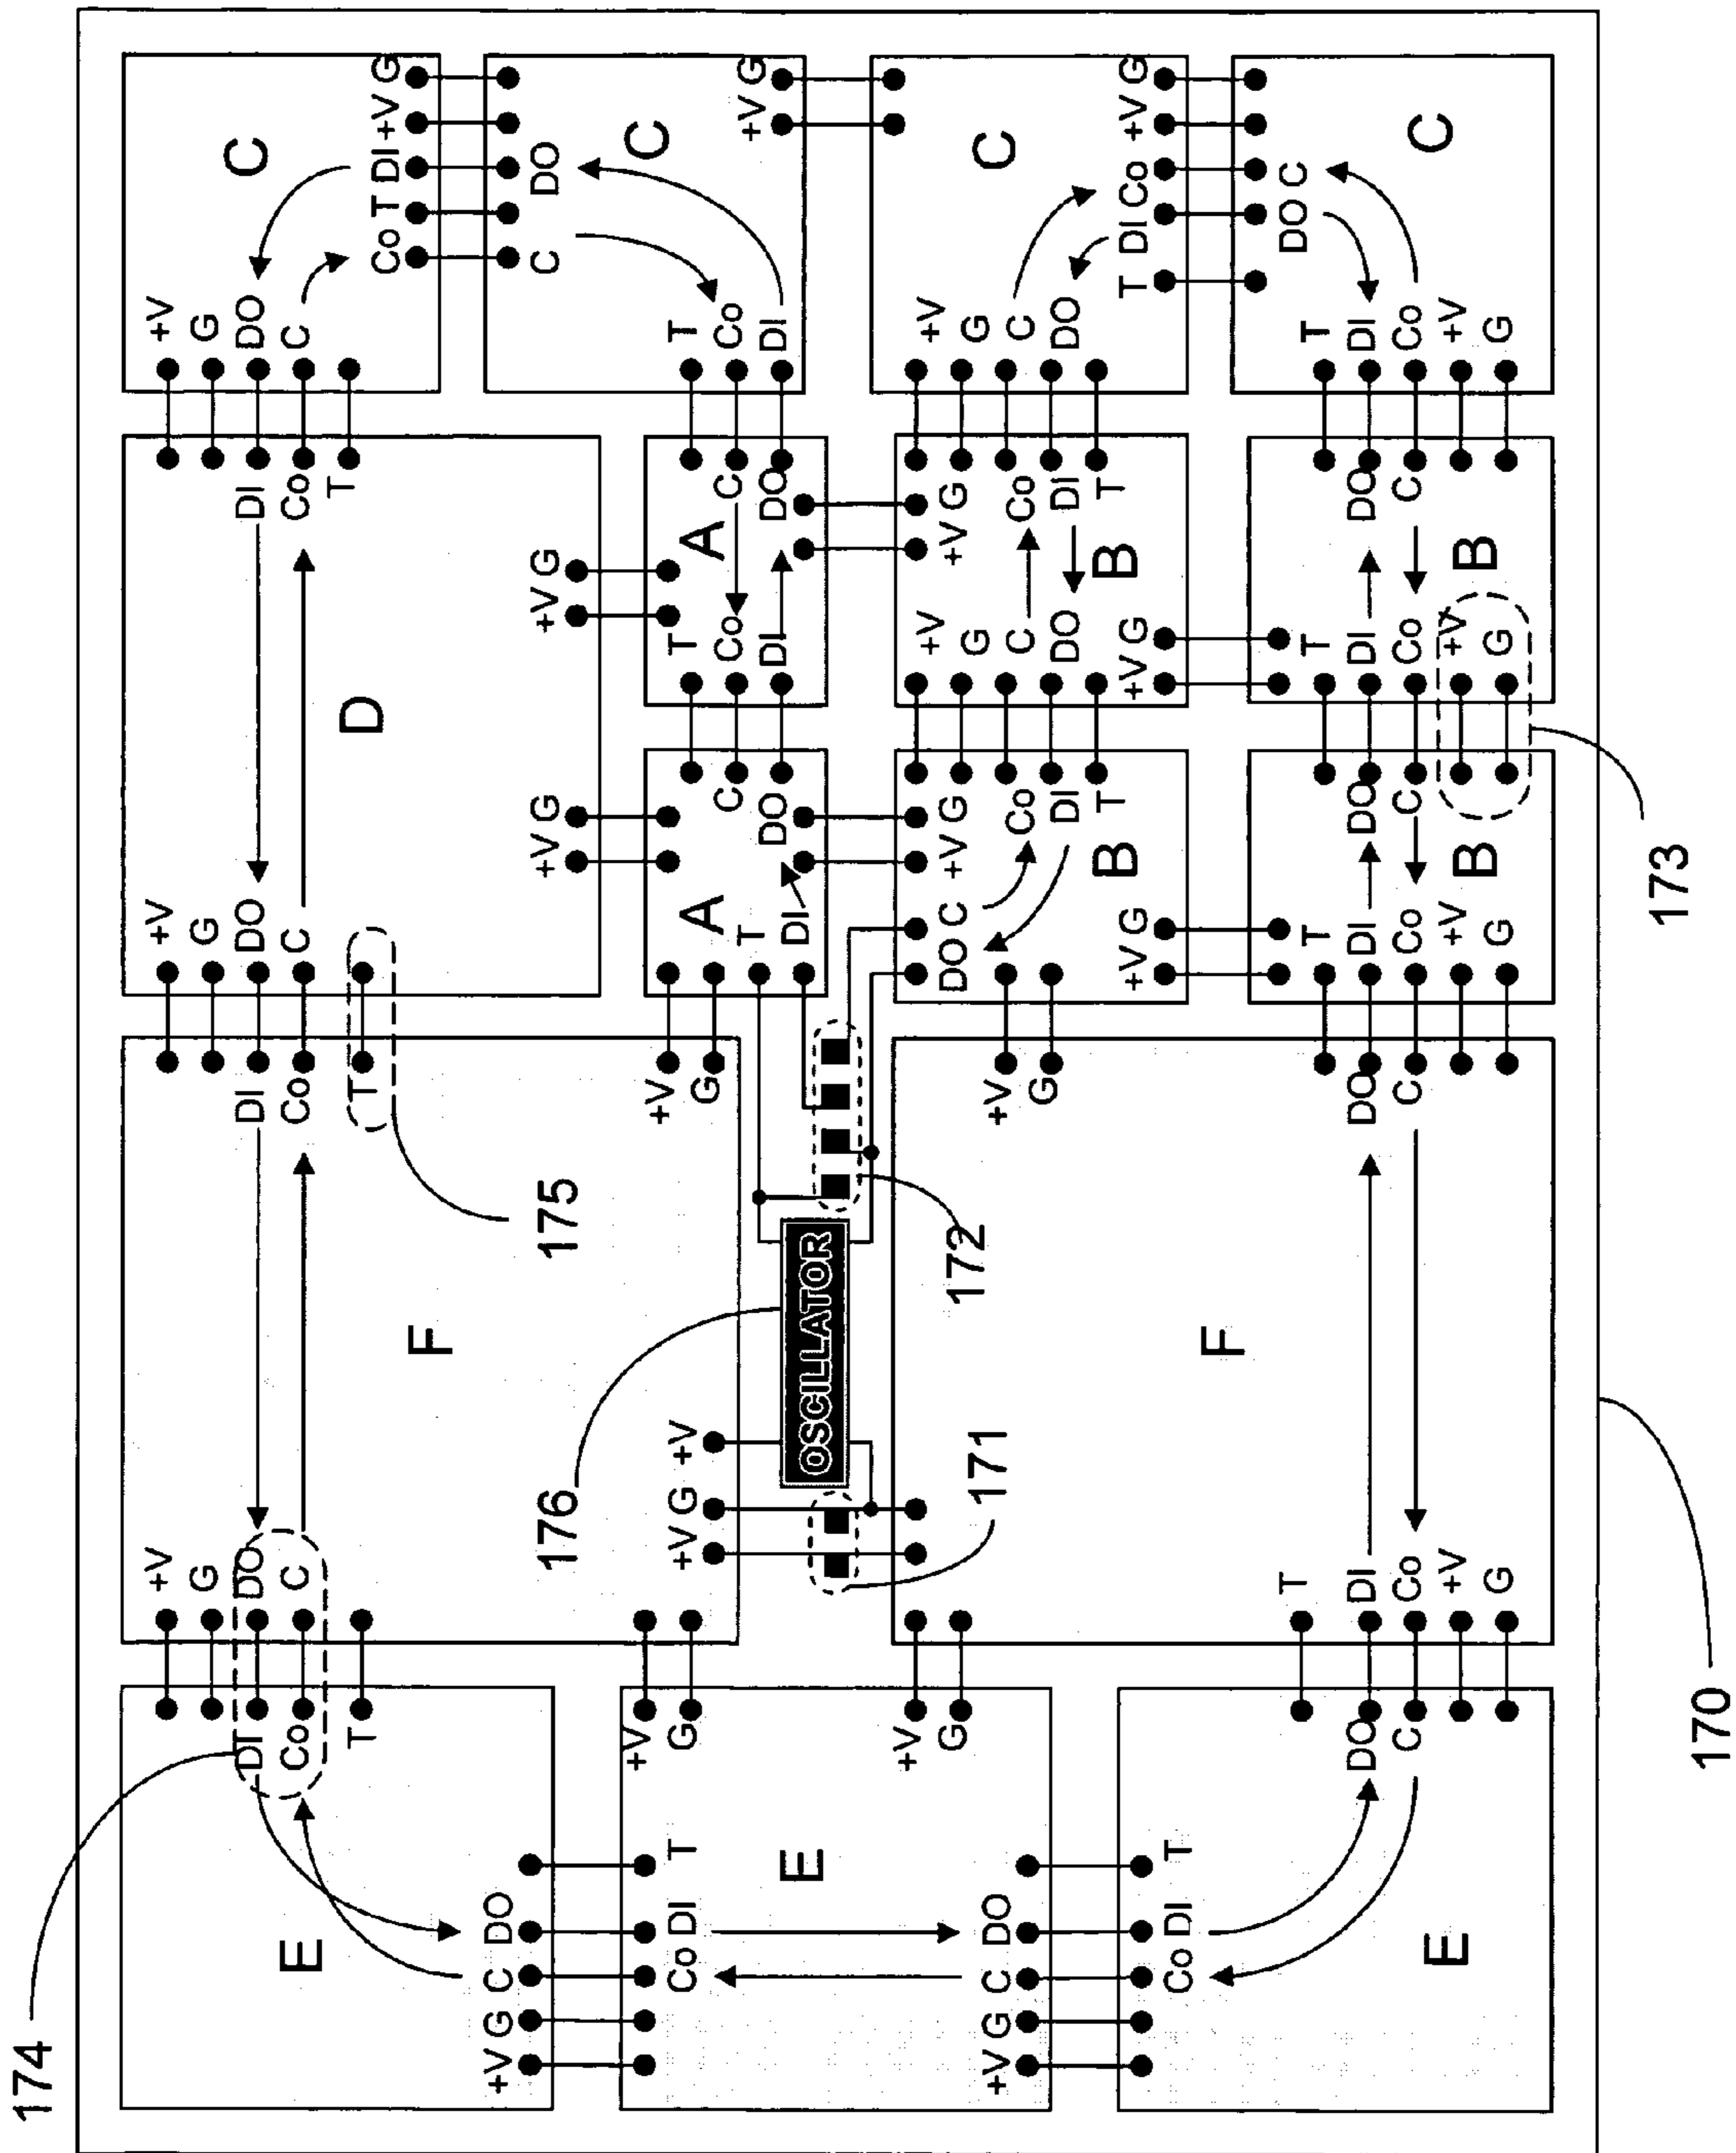 174
+V +V +V
G G G
DI DO DI DO DI DO C
Co C Co C Co C
E
T T D T
Co T DI +V G
F
+V G C DO
+V G +V G C DO
176 175
+V C
Co DI T +V G +V +V T T
G G A A
T C Co C Co
DI DO DI DO DI
+V G
E
OSCILLATOR
+V +V +V
DO C +V G +V G
G 172 G G
171
C
+V G C DO +V Co C Co C
G DO DI DO
Co DI DI
B B
T T
+V G +V G T DI Co +V G
Co DI T
F
T T T T
DO C
DI DO DI DO DI DO DI
C Co C Co C Co C Co
E +V +V +V +V C
B B
G G G G
173
170